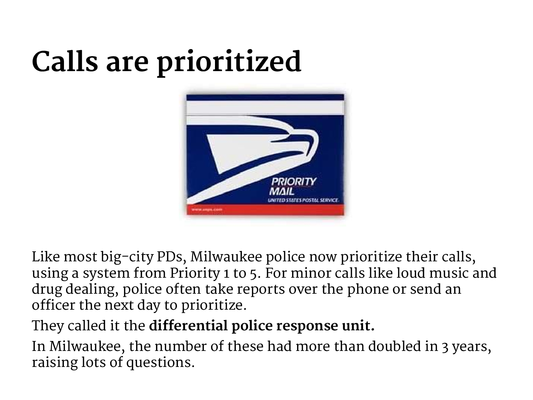 Calls are prioritized
PRIORITY
MAIL
UNITED STATES POSTAL SERVICE.
www.usps.com
Like most big-city PDs, Milwaukee police now prioritize their calls,
using a system from Priority 1 to 5. For minor calls like loud music and
drug dealing, police often take reports over the phone or send an
officer the next day to prioritize.
They called it the differential police response unit.
In Milwaukee, the number of these had more than doubled in 3 years,
raising lots of questions.